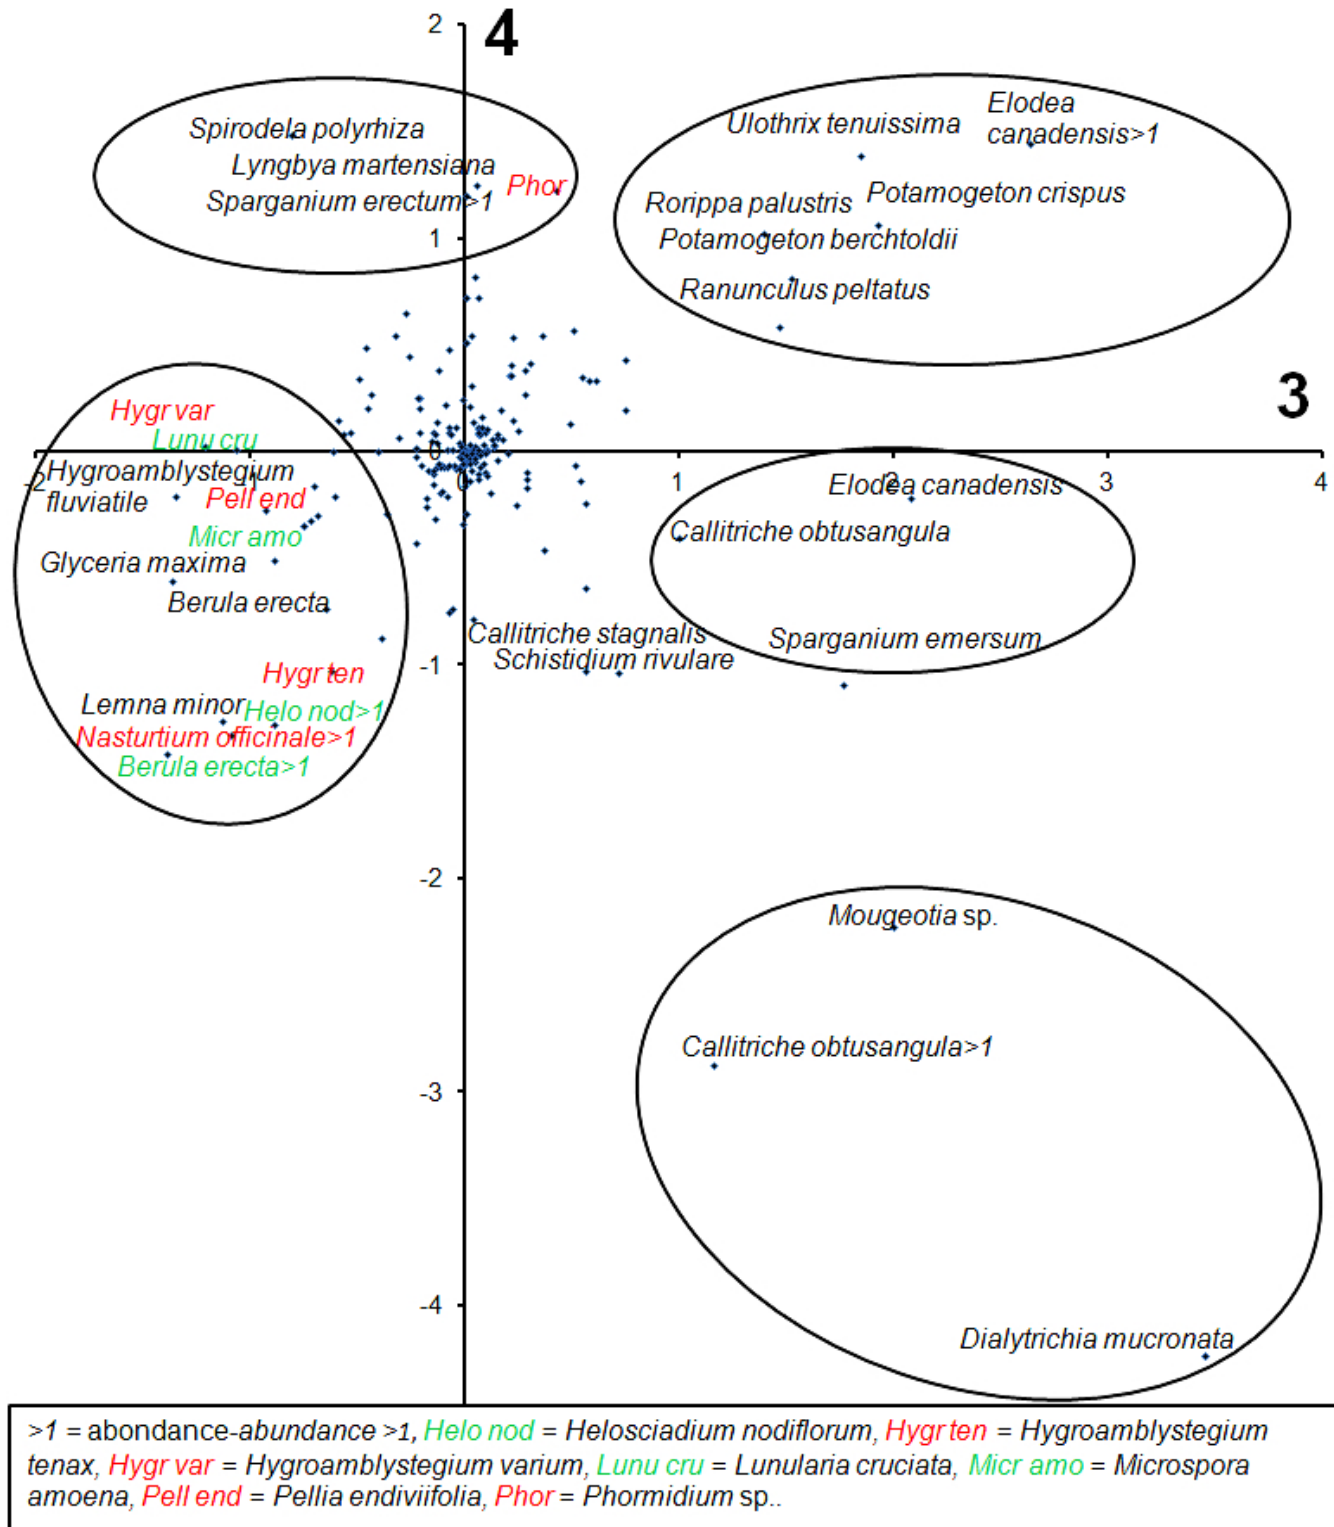 2
4
Spirodela polyrhiza
Lyngbya martensiana
Sparganium erectum>1
Phor
Ulothrix tenuissima
Elodea
canadensis>1
Rorippa palustris
Potamogeton crispus
Potamogeton berchtoldii
Ranunculus peltatus
1
3
Hygr var
Lunu cru
0
-2
-1
0
1
2
3
4
Hygroamblystegium
fluviatile
Pell end
Micr amo
Glyceria maxima
Berula erecta
Elodea canadensis
Callitriche obtusangula
Callitriche stagnalis
Schistidium rivulare
Sparganium emersum
-1
Hygr ten
Lemna minor
Helo nod>1
Nasturtium officinale>1
Berula erecta>1
-2
Mougeotia sp.
Callitriche obtusangula>1
-3
-4
Dialytrichia mucronata
>1 = abondance-abundance >1, Helo nod = Helosciadium nodiflorum, Hygr ten = Hygroamblystegium
tenax, Hygr var = Hygroamblystegium varium, Lunu cru = Lunularia cruciata, Micr amo = Microspora
amoena, Pell end = Pellia endiviifolia, Phor = Phormidium sp..